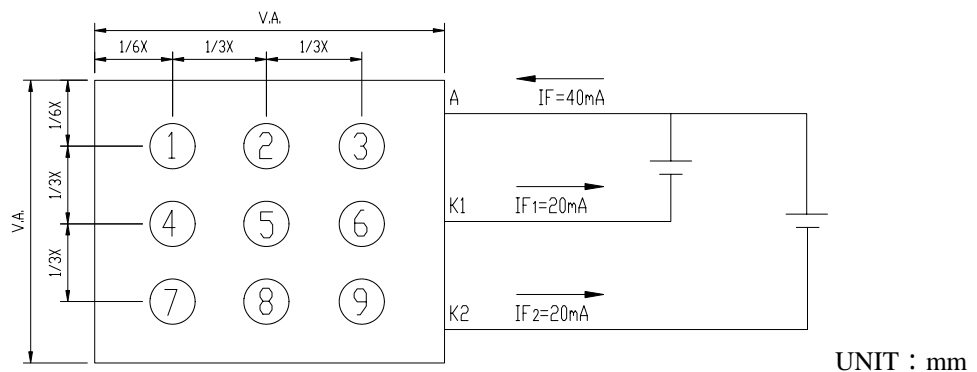 V.A.
1/6X 1/3X 1/3X
A IF=40mA
1/6X
1 2 3
1/3X
K1 IF1=20mA
V.A.
4 5 6
1/3X
7 8 9
K2 IF2=20mA
UNIT：mm